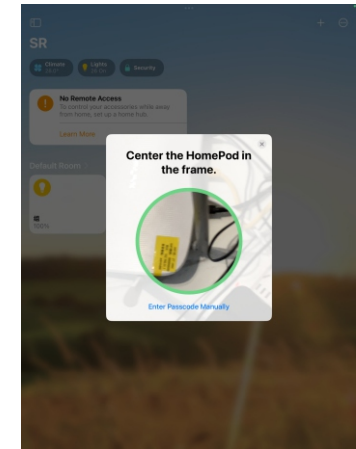 SR
Climate
Lights
Security
No Remote Access
To control your accessories while away
from home, set up a home hub.
Learn More
Default Room
100%
Center the HomePod in
the frame.
Enter Passcode Manually